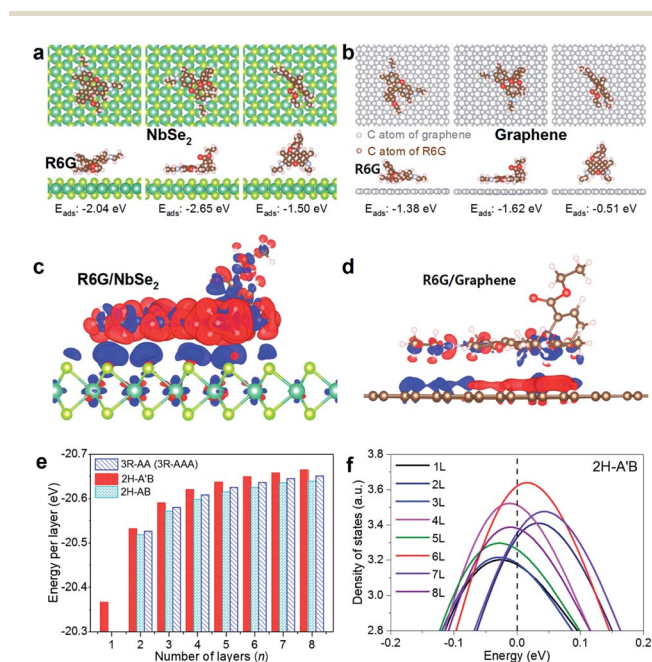 a
b
NbSe2
Graphene
C atom of graphene
C atom of R6G
R6G
R6G
Eads: -2.04 eV
Eads: -2.65 eV
Eads: -1.50 eV
Eads: -1.38 eV
Eads: -1.62 eV
Eads: -0.51 eV
c
R6G/NbSe2
d
R6G/Graphene
e
-20.7
-20.6
-20.5
-20.4
-20.3
Energy per layer (eV)
3R-AA (3R-AAA)
2H-A'B
2H-AB
1 2 3 4 5 6 7 8
Number of layers (n)
f
3.8
3.6
3.4
3.2
3.0
2.8
Density of states (a.u.)
1L
2L
3L
4L
5L
6L
7L
8L
2H-A'B
-0.2 -0.1 0.0 0.1 0.2
Energy (eV)